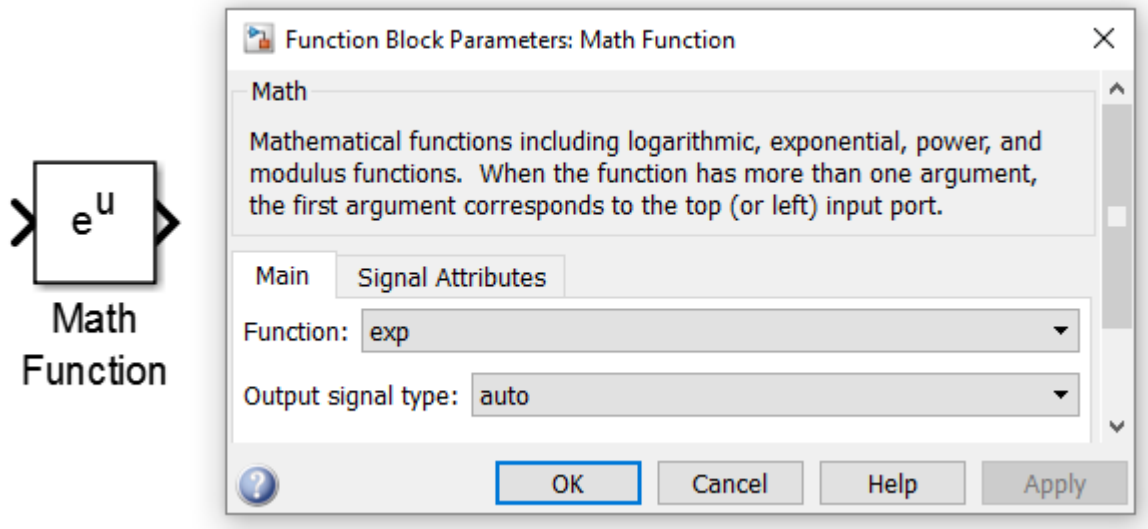 e^u
Math
Function
Function Block Parameters: Math Function
Math
Mathematical functions including logarithmic, exponential, power, and
modulus functions.  When the function has more than one argument,
the first argument corresponds to the top (or left) input port.
Main Signal Attributes
Function: exp
Output signal type: auto
? OK Cancel Help Apply